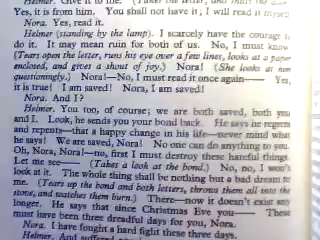 Helmer. Give it to me. (Takes the letter, and shuts the
Yes, it is from him. You shall not have it; I will read it myself.
Nora. Yes, read it.
Helmer (standing by the lamp). I scarcely have the courage to
do it. It may mean ruin for both of us. No, I must know.
(Tears open the letter, runs his eye over a few lines, looks at a paper
enclosed, and gives a shout of joy.) Nora! (She looks at him
questioningly.) Nora!—No, I must read it once again—— Yes,
it is true! I am saved! Nora, I am saved!
Nora. And I?
Helmer. You too, of course; we are both saved, both you
and I. Look, he sends you your bond back. He says he regrets
and repents—that a happy change in his life—never mind what
he says! We are saved, Nora! No one can do anything to you.
Oh, Nora, Nora!—no, first I must destroy these hateful things.
Let me see—— (Takes a look at the bond.) No, no, I won't
look at it. The whole thing shall be nothing but a bad dream to
me. (Tears up the bond and both letters, throws them all into the
stove, and watches them burn.) There—now it doesn't exist any
longer. He says that since Christmas Eve you—— These
must have been three dreadful days for you, Nora.
Nora. I have fought a hard fight these three days.
Helmer. And suffered